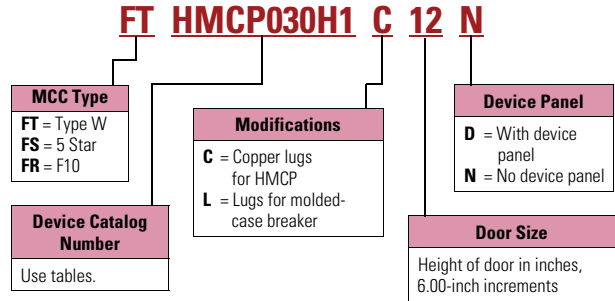 FT HMCP030H1 C 12 N
MCC Type
FT = Type W
FS = 5 Star
FR = F10
Device Catalog
Number
Use tables.
Modifications
C = Copper lugs
for HMCP
L = Lugs for molded-
case breaker
Device Panel
D = With device
panel
N = No device panel
Door Size
Height of door in inches,
6.00-inch increments